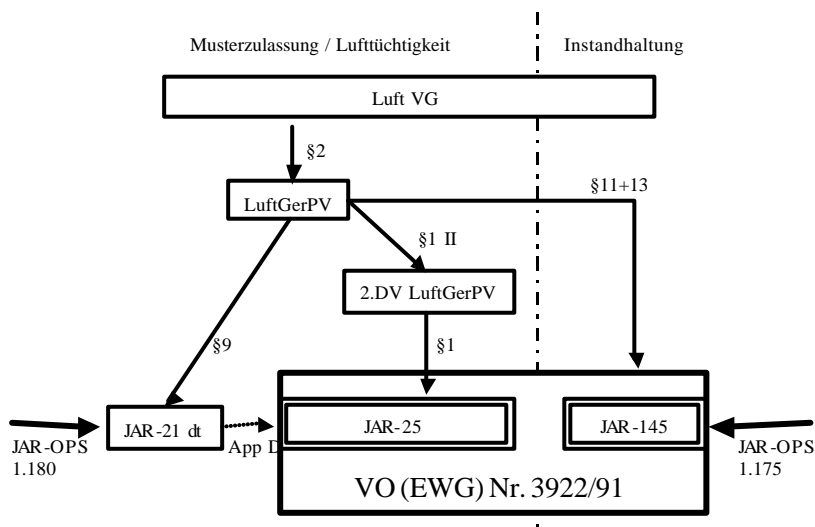 Musterzulassung / Lufttüchtigkeit
Instandhaltung
Luft VG
§2
LuftGerPV
§11+13
§1 II
2.DV LuftGerPV
§9
§1
JAR-OPS
1.180
JAR-21 dt
App D
JAR-25
JAR-145
JAR-OPS
1.175
VO (EWG) Nr. 3922/91